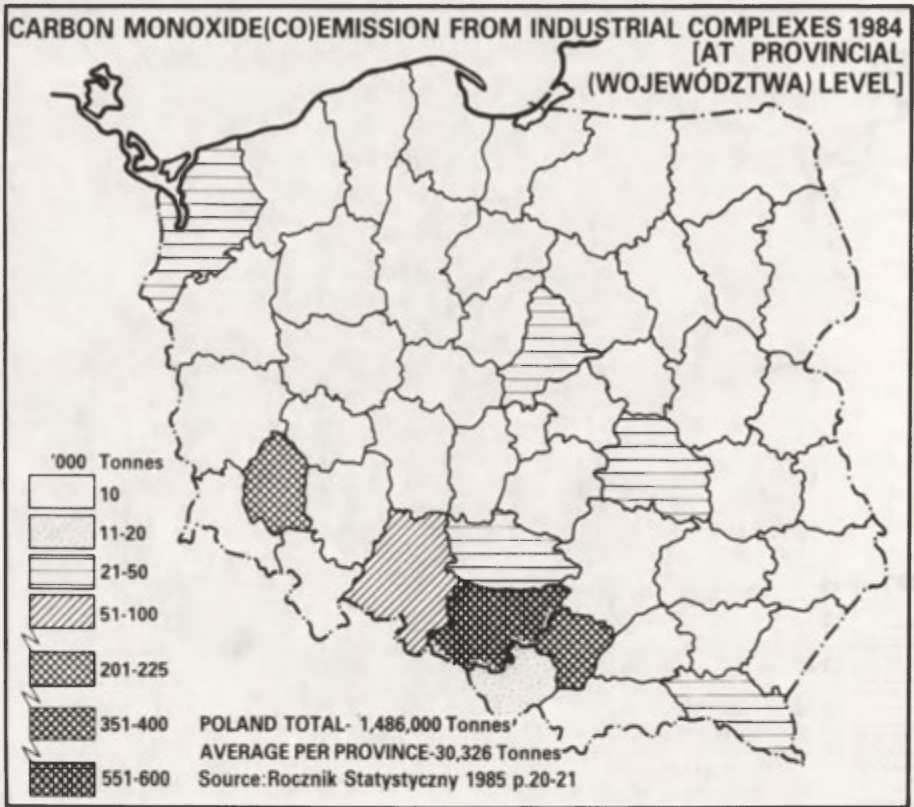 CARBON MONOXIDE(CO)EMISSION FROM INDUSTRIAL COMPLEXES 1984
[AT PROVINCIAL
(WOJEWÓDZTWA) LEVEL]
'000 Tonnes
10
11-20
21-50
51-100
201-225
351-400
551-600
POLAND TOTAL- 1,486,000 Tonnes
AVERAGE PER PROVINCE-30,326 Tonnes
Source:Rocznik Statystyczny 1985 p.20-21